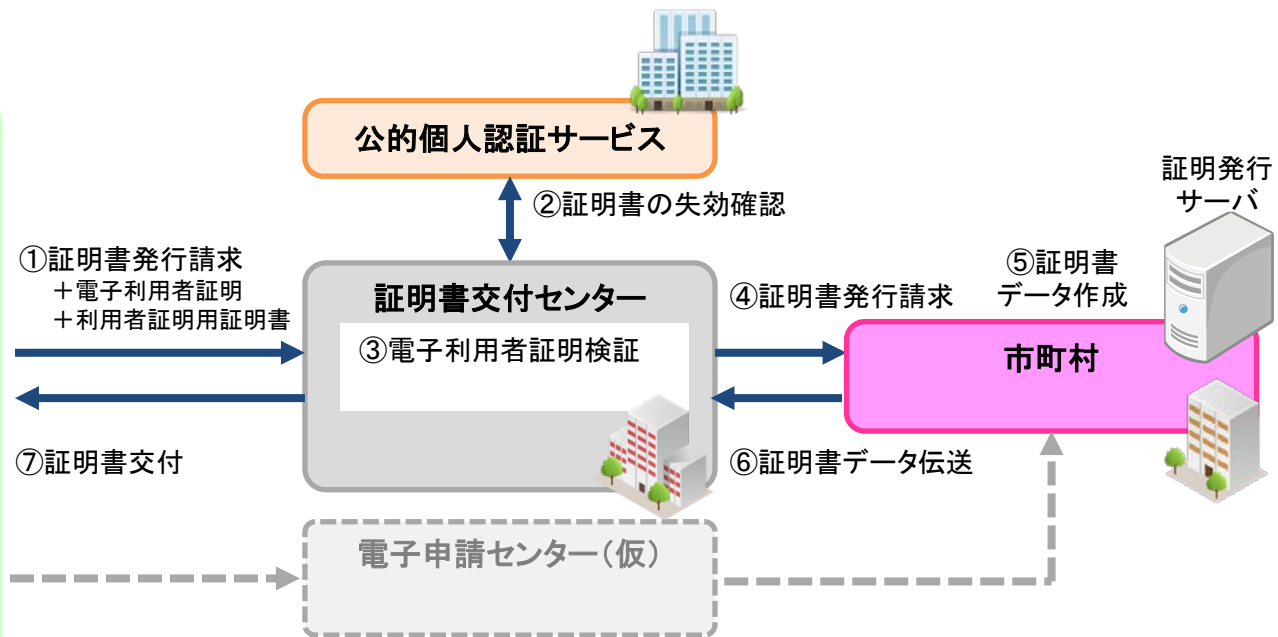 公的個人認証サービス
②証明書の失効確認
証明発行
サーバ
①証明書発行請求
＋電子利用者証明
＋利用者証明用証明書
証明書交付センター
③電子利用者証明検証
④証明書発行請求
⑤証明書
データ作成
市町村
⑦証明書交付
⑥証明書データ伝送
電子申請センター（仮）